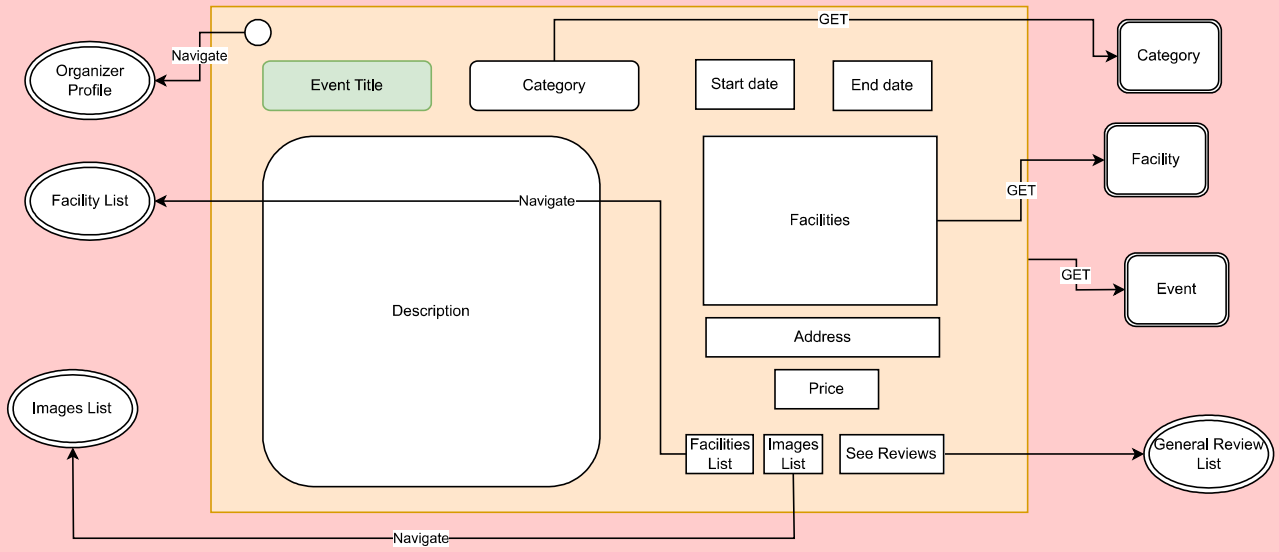 GET
Navigate
Organizer
Profile
Event Title
Category
Start date
End date
Category
Facility List
Navigate
Facilities
GET
Facility
Description
GET
Event
Address
Price
Images List
Facilities
List
Images
List
See Reviews
General Review
List
Navigate